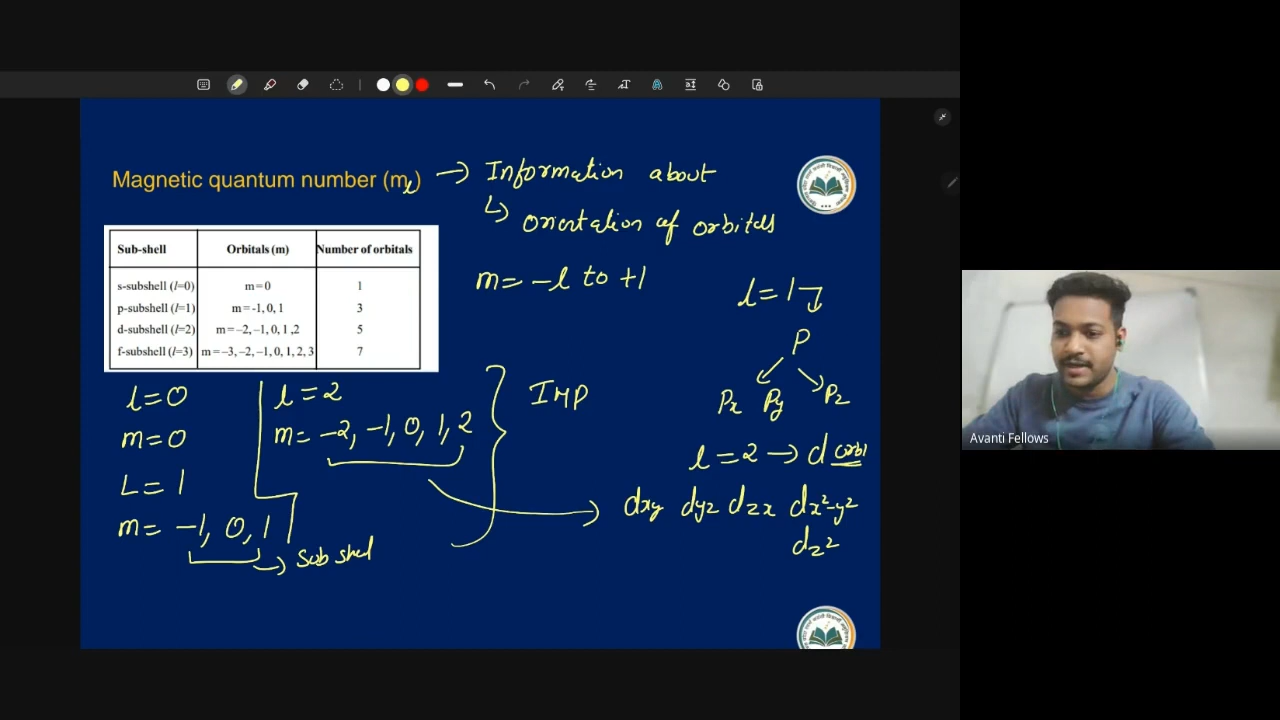 Magnetic quantum number (mℓ) → Information about
↳ orientation of orbitals
Sub-shell Orbitals (m) Number of orbitals
s-subshell (l=0) m=0 1
p-subshell (l=1) m=-1, 0, 1 3
d-subshell (l=2) m=–2, –1, 0, 1 ,2 5
f-subshell (l=3) m=–3, –2, –1, 0, 1, 2, 3 7
m= -l to +l
l=1
P
Px Py Pz
l=2 → d orbi
dxy dyz dzx dx²-y²
dz²
l=0
m=0
L=1
m= -1, 0, 1
→ Sub shell
l=2
m= -2, -1, 0, 1, 2
IMP
Avanti Fellows